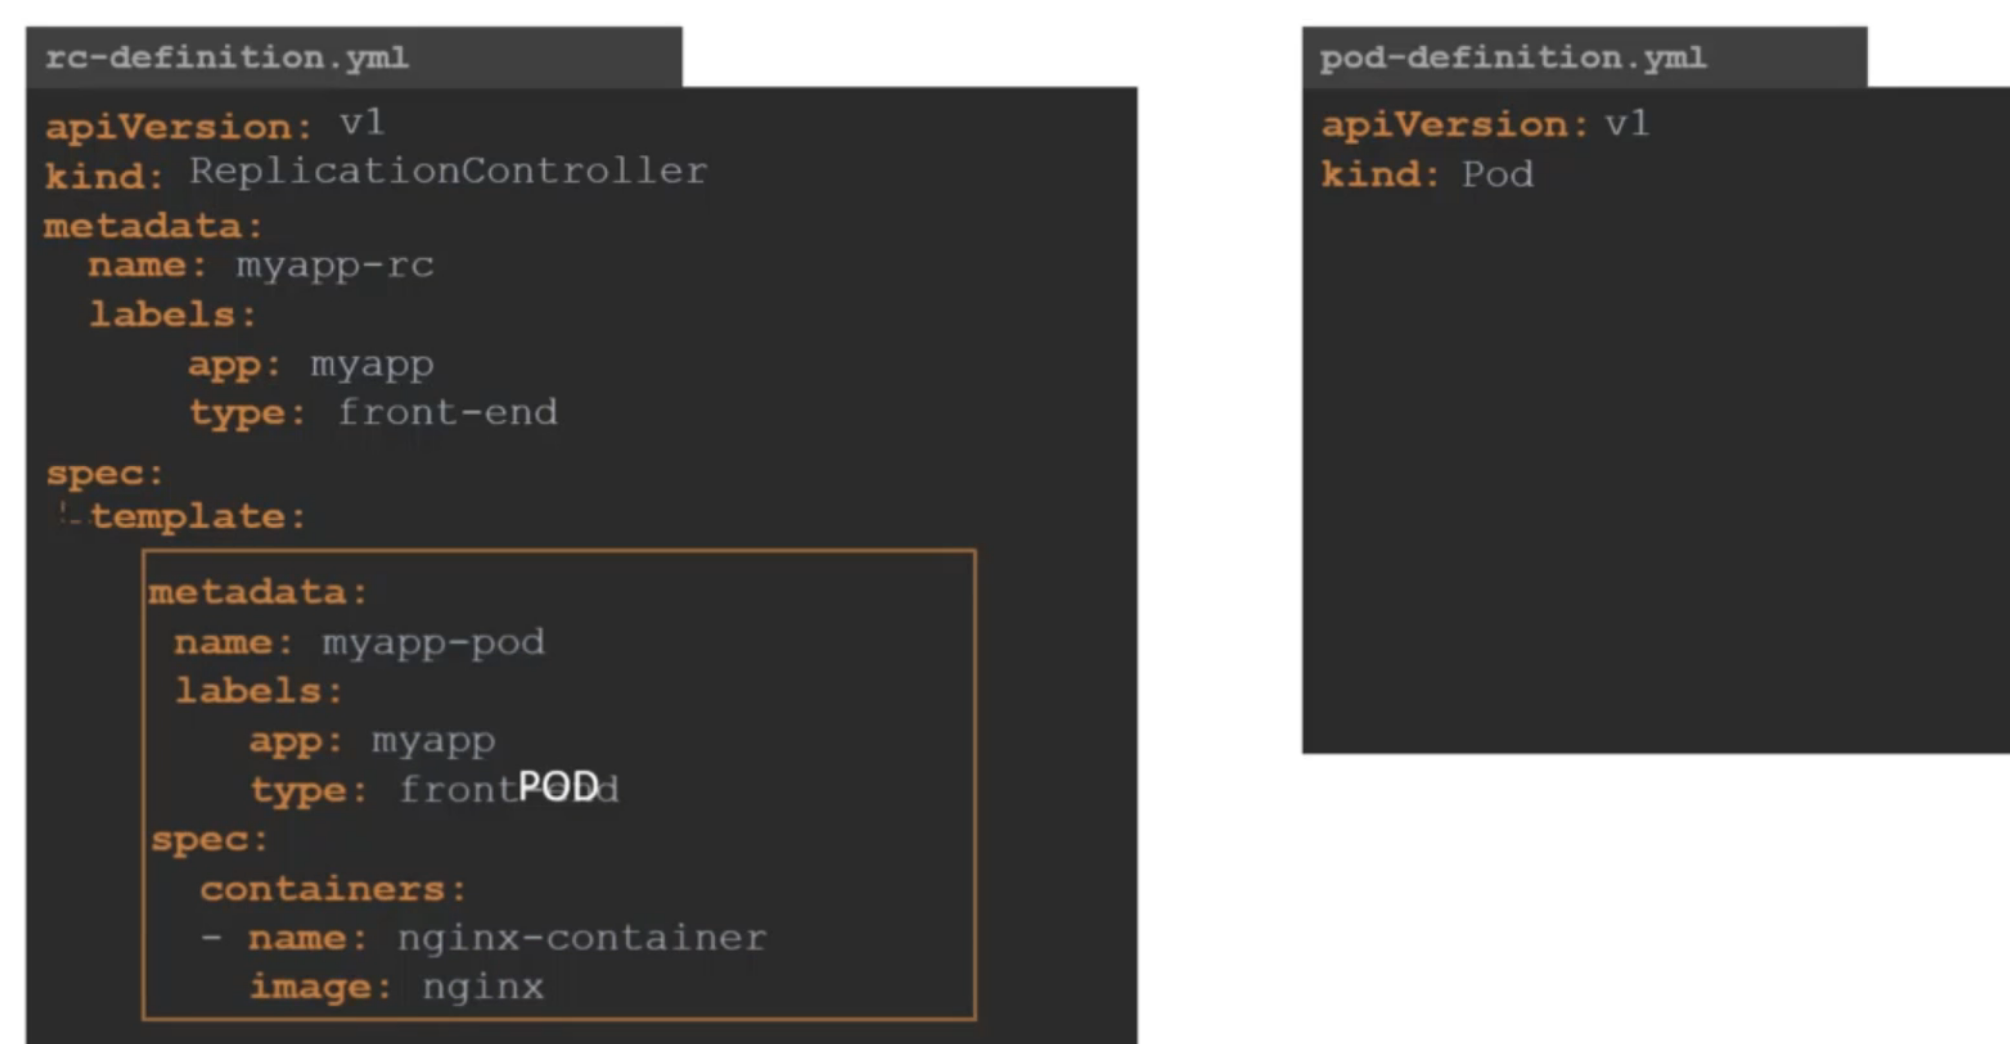 rc-definition.yml
apiVersion: v1
kind: ReplicationController
metadata:
  name: myapp-rc
  labels:
      app: myapp
      type: front-end
spec:
  template:
    metadata:
     name: myapp-pod
     labels:
        app: myapp
        type: front-end
POD
    spec:
      containers:
      - name: nginx-container
        image: nginx
pod-definition.yml
apiVersion: v1
kind: Pod